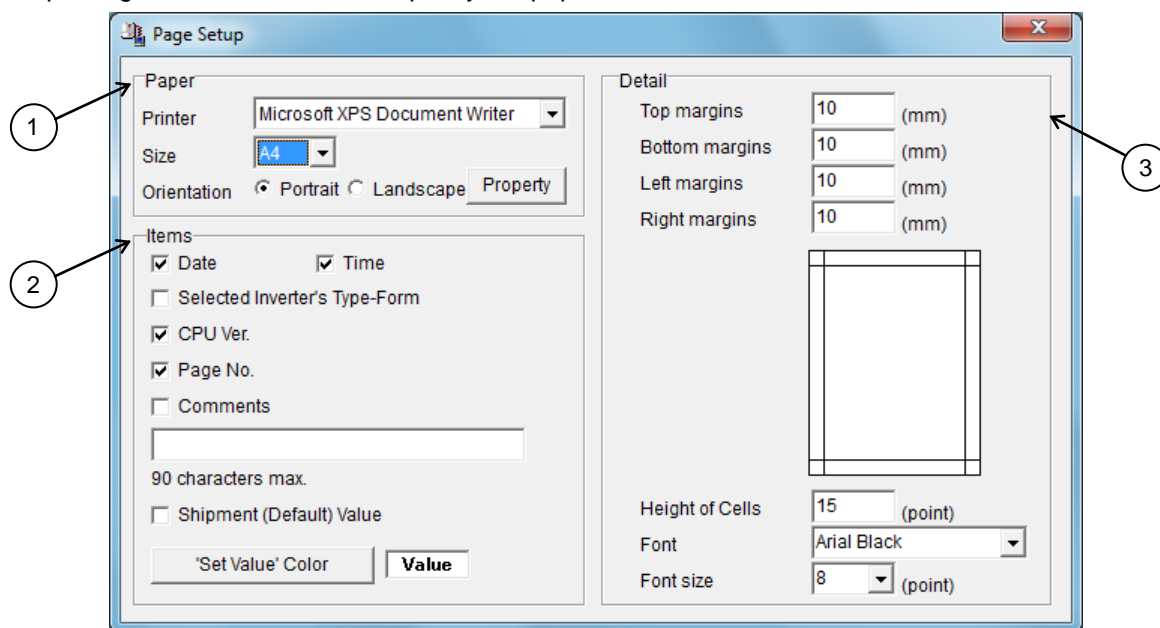 Page Setup
x
1
Paper
Printer Microsoft XPS Document Writer
Size A4
Orientation Portrait Landscape Property
2
Items
Date Time
Selected Inverter's Type-Form
CPU Ver.
Page No.
Comments
90 characters max.
Shipment (Default) Value
'Set Value' Color Value
Detail
Top margins 10 (mm)
Bottom margins 10 (mm)
Left margins 10 (mm)
Right margins 10 (mm)
3
Height of Cells 15 (point)
Font Arial Black
Font size 8 (point)